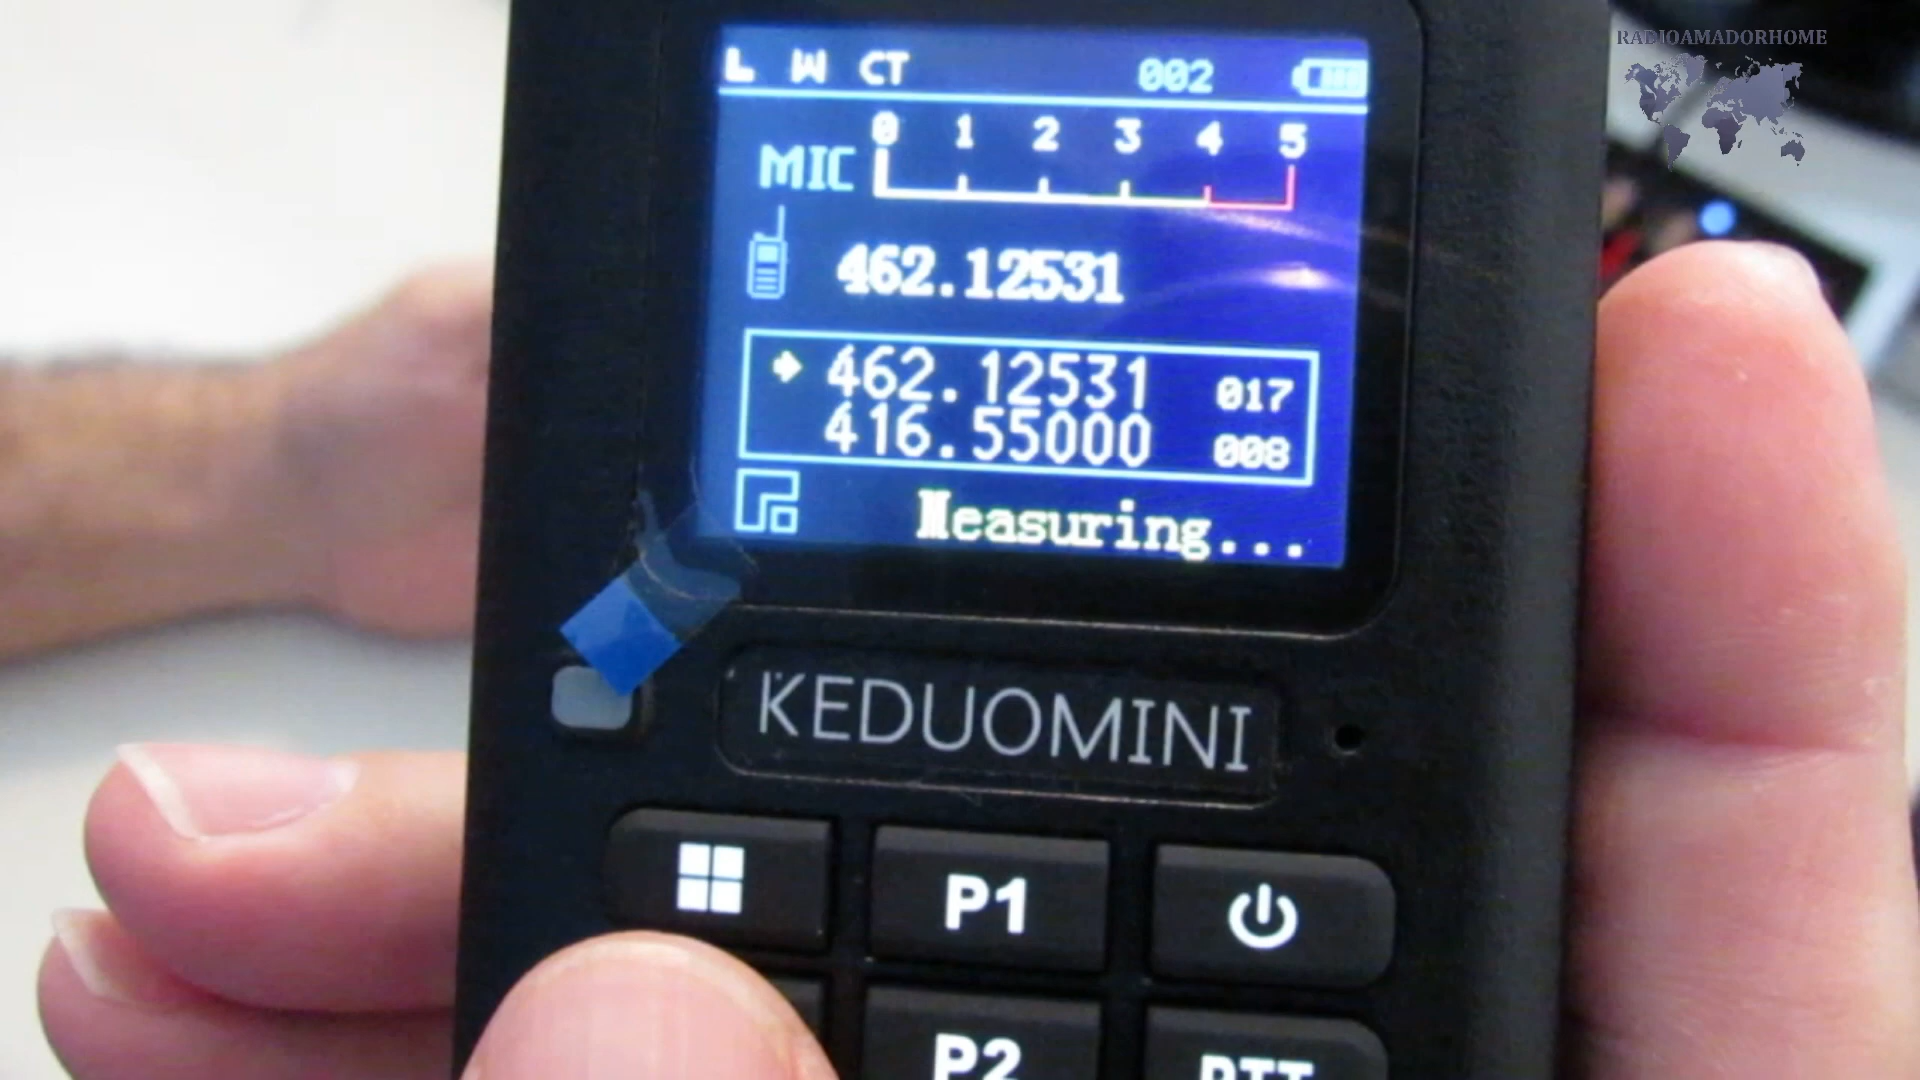 RADIOAMADORHOME
L W CT 002
0 1 2 3 4 5
MIC
462.12531
462.12531 017
416.55000 008
Measuring...
KEDUOMINI
P1
P2
PTT